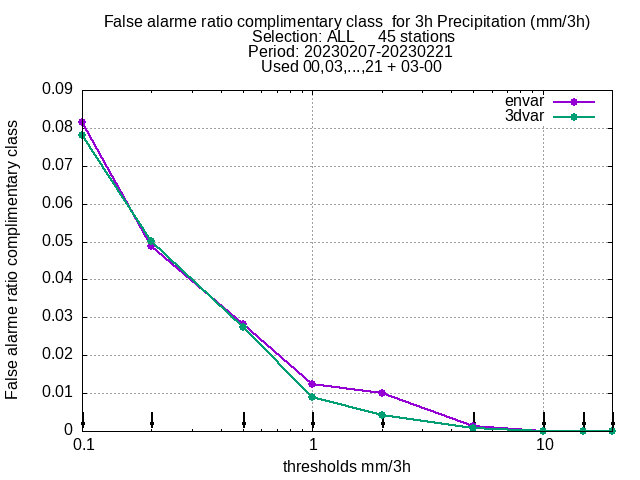 False alarme ratio complimentary class  for 3h Precipitation (mm/3h)
Selection: ALL     45 stations
Period: 20230207-20230221
Used 00,03,...,21 + 03-00
envar
3dvar
0.09
0.08
0.07
0.06
0.05
0.04
0.03
0.02
0.01
0
False alarme ratio complimentary class
0.1
1
10
thresholds mm/3h